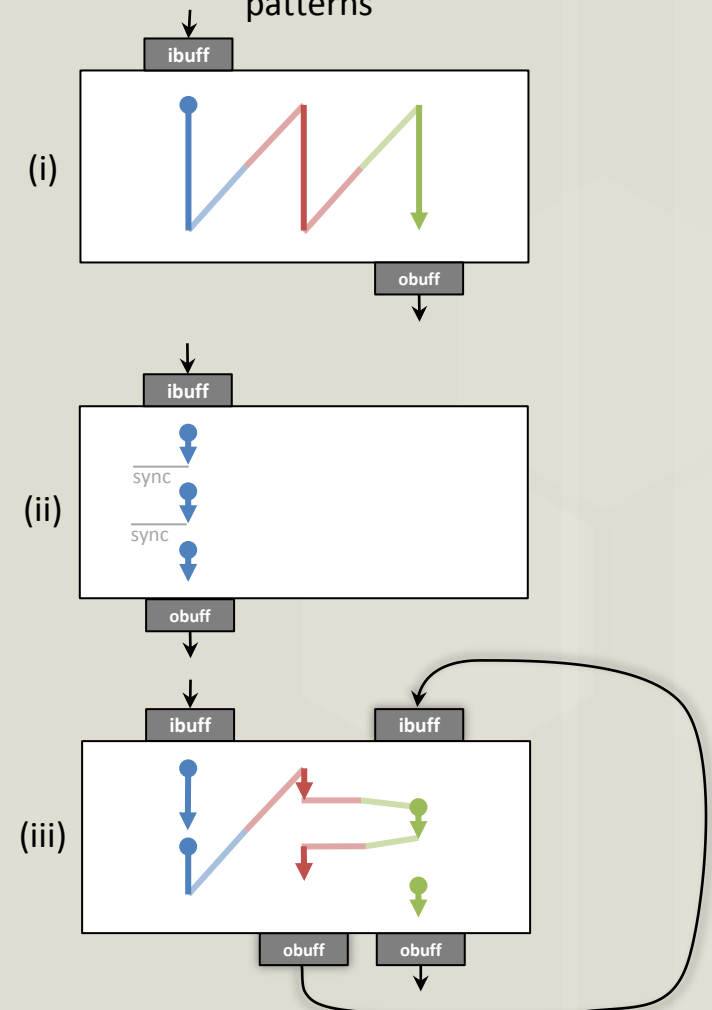 patterns
ibuff
(i)
obuff
ibuff
sync
(ii)
sync
obuff
ibuff ibuff
(iii)
obuff obuff